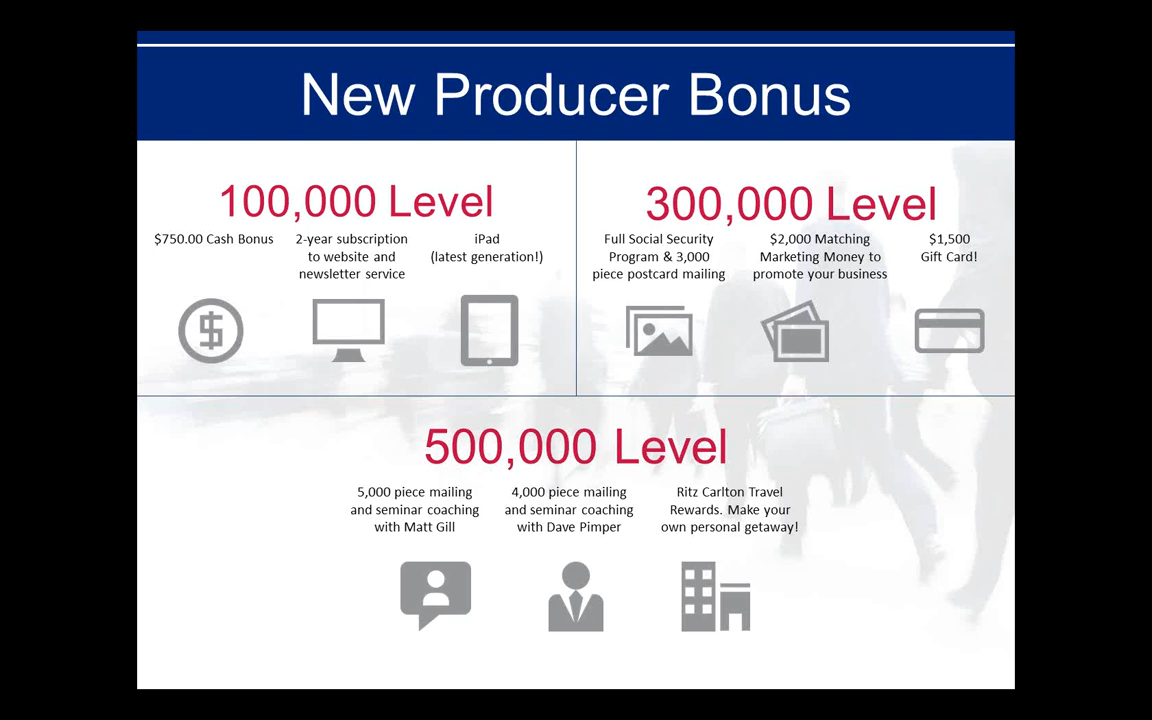 New Producer Bonus
100,000 Level
$750.00 Cash Bonus
2-year subscription
to website and
newsletter service
iPad
(latest generation!)
300,000 Level
Full Social Security
Program & 3,000
piece postcard mailing
$2,000 Matching
Marketing Money to
promote your business
$1,500
Gift Card!
500,000 Level
5,000 piece mailing
and seminar coaching
with Matt Gill
4,000 piece mailing
and seminar coaching
with Dave Pimper
Ritz Carlton Travel
Rewards. Make your
own personal getaway!